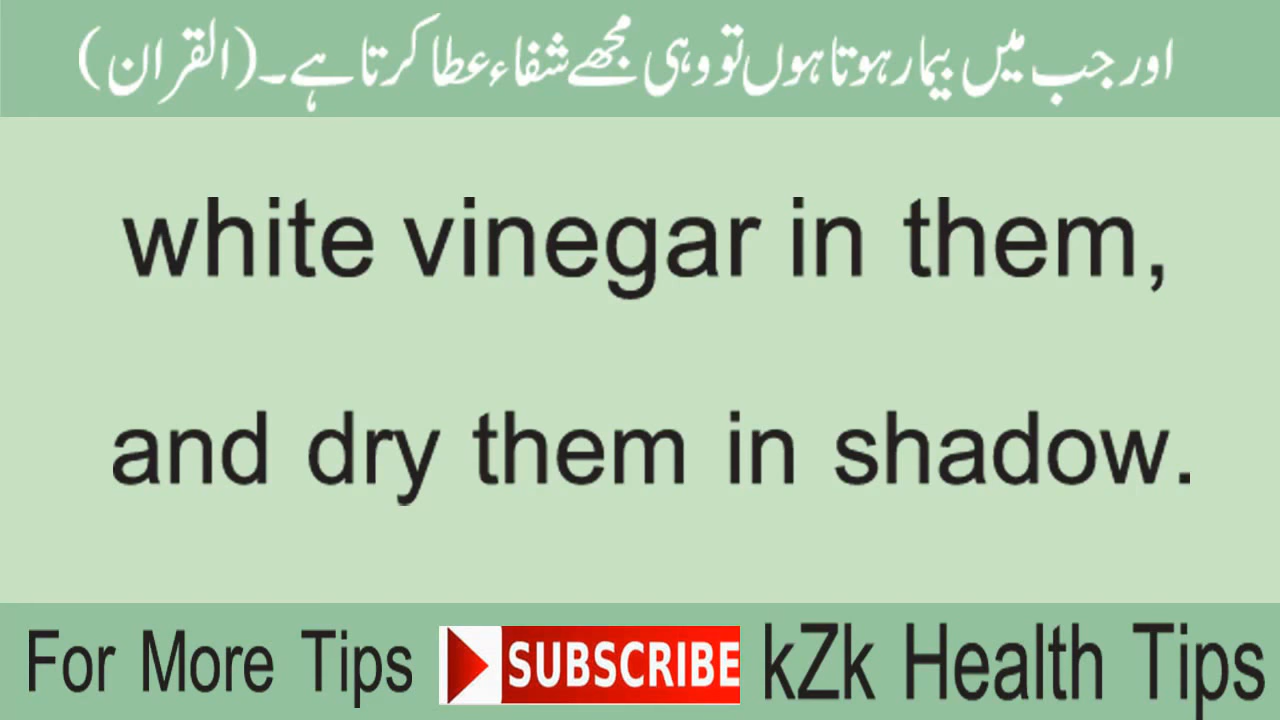 اور جب میں بیمار ہوتا ہوں تو وہی مجھے شفاء عطا کرتا ہے۔ (القران)
white vinegar in them,
and dry them in shadow.
For More Tips SUBSCRIBE kZk Health Tips